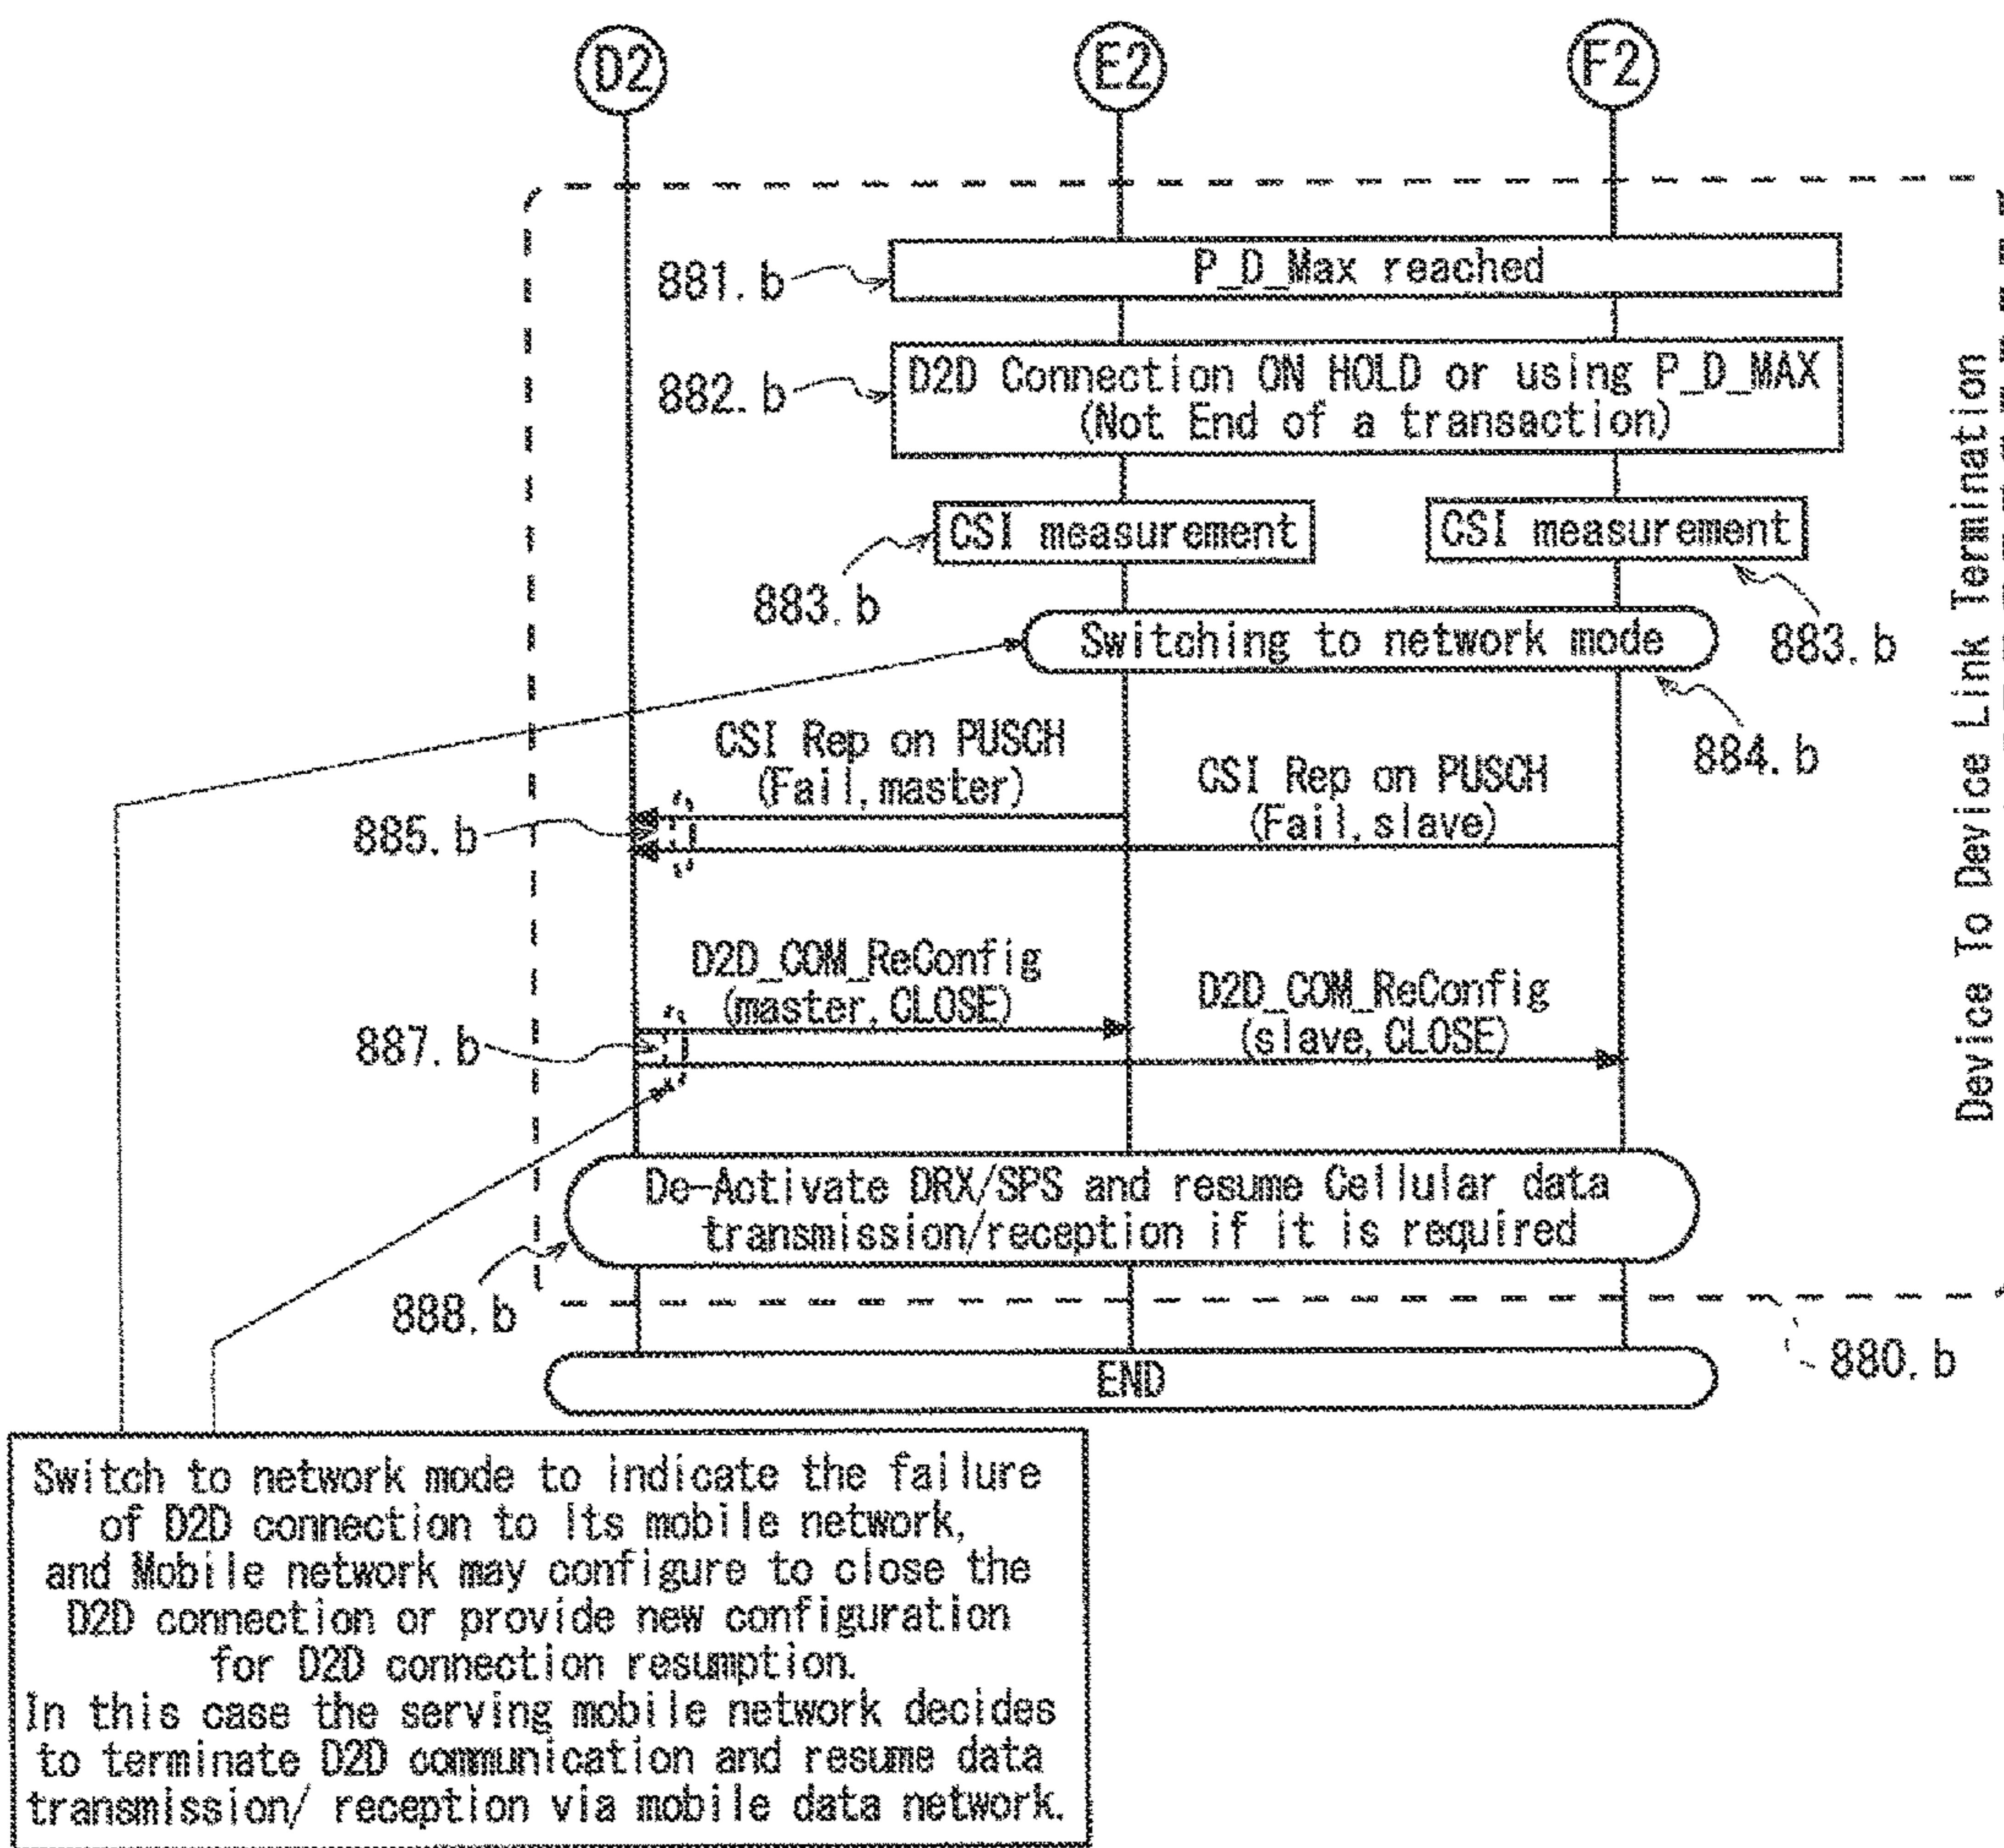 D2
E2
F2
881.b
P_D_Max reached
882.b
D2D Connection ON HOLD or using P_D_MAX
(Not End of a transaction)
CSI measurement
CSI measurement
883.b
883.b
Switching to network mode
884.b
CSI Rep on PUSCH
(Fail,master)
CSI Rep on PUSCH
(Fail,slave)
885.b
D2D_COM_ReConfig
(master,CLOSE)
D2D_COM_ReConfig
(slave,CLOSE)
887.b
De-Activate DRX/SPS and resume Cellular data
transmission/reception if it is required
888.b
Device To Device Link Termination
880.b
END
Switch to network mode to indicate the failure
of D2D connection to Its mobile network,
and Mobile network may configure to close the
D2D connection or provide new configuration
for D2D connection resumption.
In this case the serving mobile network decides
to terminate D2D communication and resume data
transmission/ reception via mobile data network.